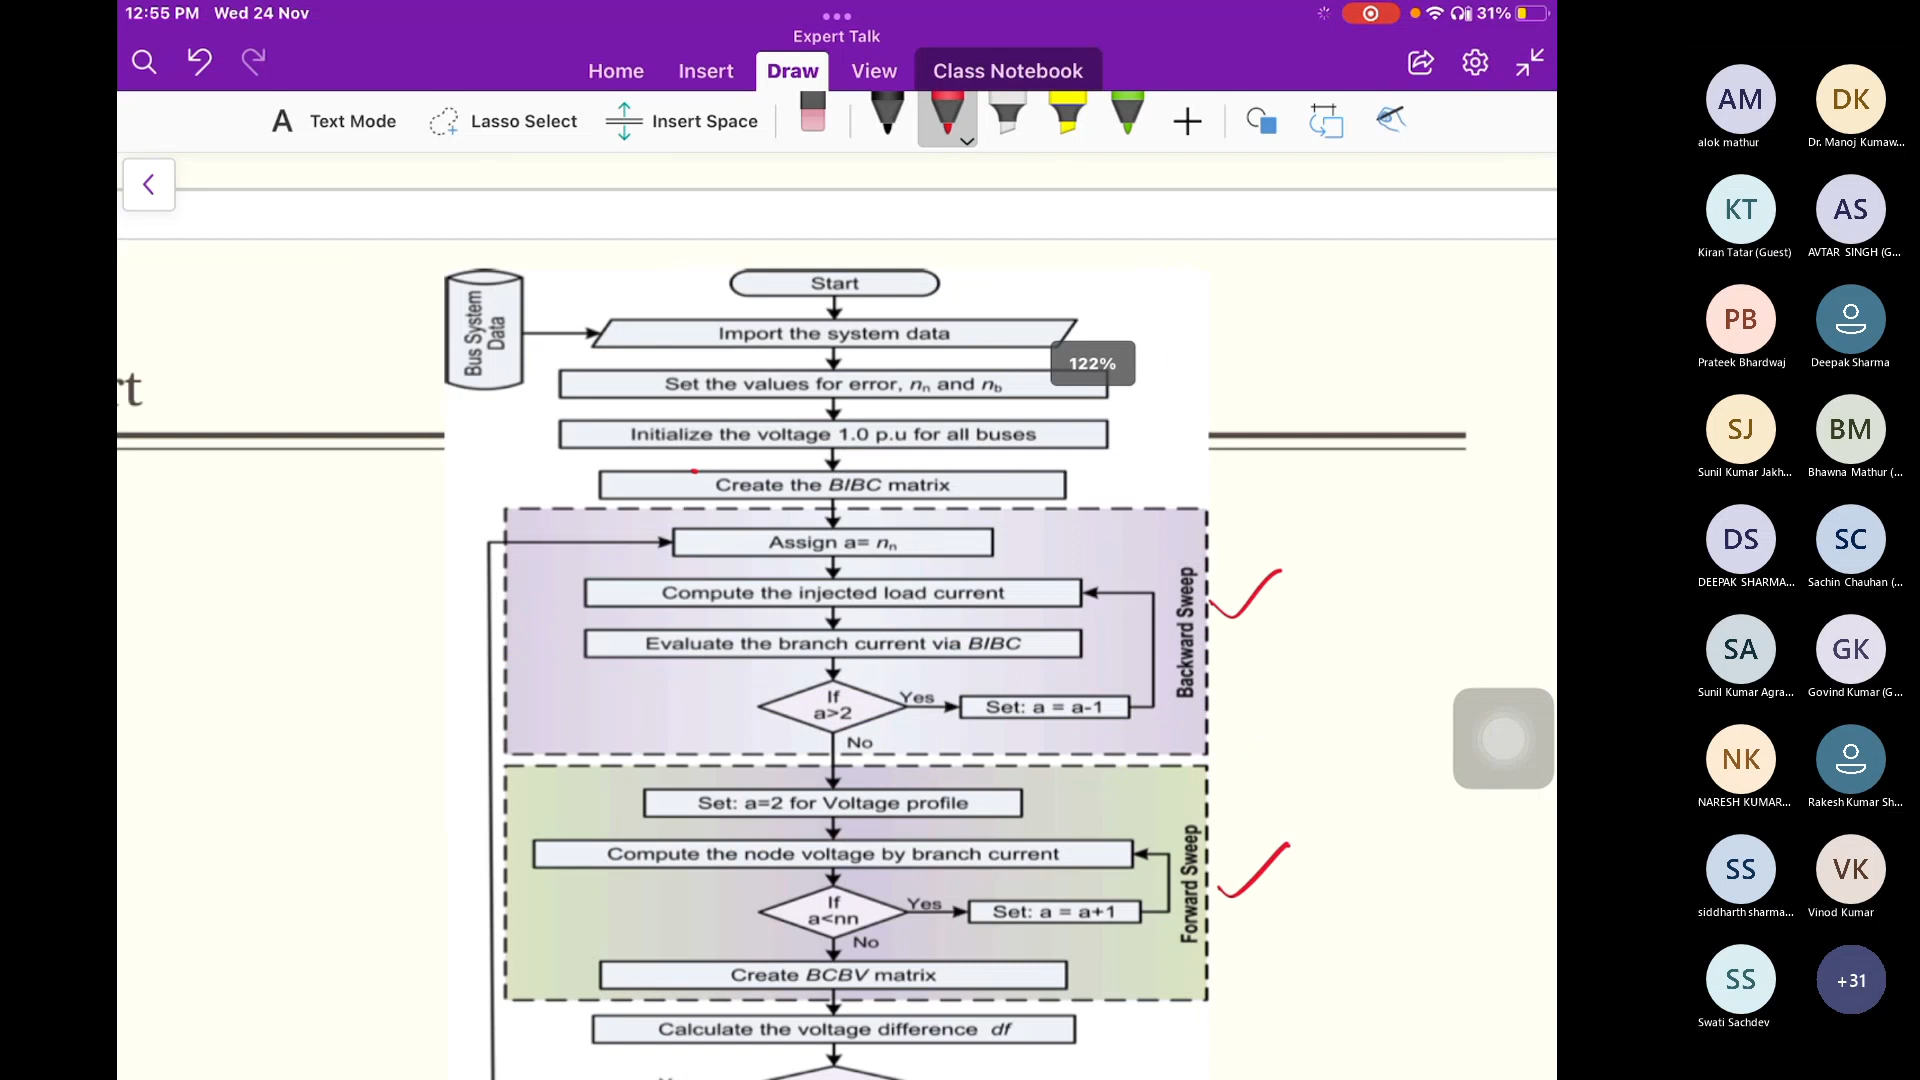 12:55 PM Wed 24 Nov
31%
Expert Talk
Home Insert Draw View Class Notebook
A Text Mode Lasso Select Insert Space
rt
Bus System Data
Start
Import the system data
122%
Set the values for error, nn and nb
Initialize the voltage 1.0 p.u for all buses
Create the BIBC matrix
Assign a= nn
Compute the injected load current
Evaluate the branch current via BIBC
If
a>2
Yes
Set: a = a-1
No
Backward Sweep
Set: a=2 for Voltage profile
Compute the node voltage by branch current
If
a<nn
Yes
Set: a = a+1
No
Create BCBV matrix
Forward Sweep
Calculate the voltage difference df
AM
alok mathur
DK
Dr. Manoj Kumaw...
KT
Kiran Tatar (Guest)
AS
AVTAR SINGH (G...
PB
Prateek Bhardwaj
Deepak Sharma
SJ
Sunil Kumar Jakh...
BM
Bhawna Mathur (...
DS
DEEPAK SHARMA...
SC
Sachin Chauhan (...
SA
Sunil Kumar Agra...
GK
Govind Kumar (G...
NK
NARESH KUMAR...
Rakesh Kumar Sh...
SS
siddharth sharma...
VK
Vinod Kumar
SS
Swati Sachdev
+31